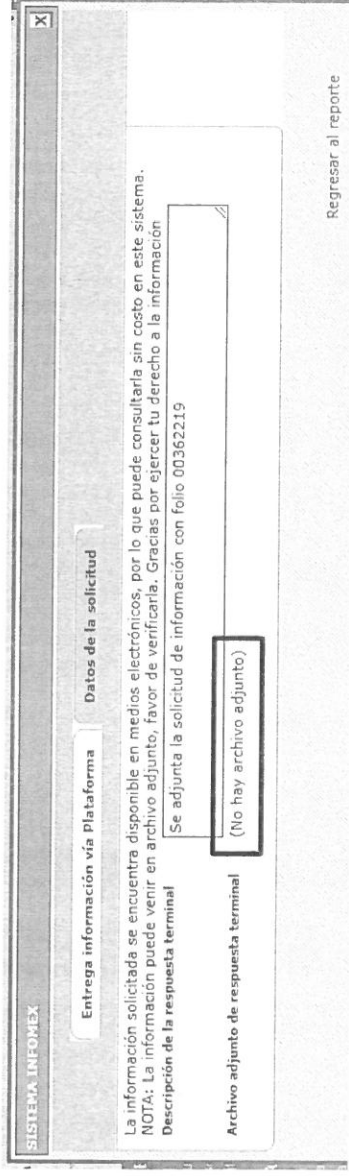 SISTEMA INFOMEX
X
Entrega información vía Plataforma
Datos de la solicitud
La información solicitada se encuentra disponible en medios electrónicos, por lo que puede consultarla sin costo en este sistema.
NOTA: La información puede venir en archivo adjunto, favor de verificarla. Gracias por ejercer tu derecho a la información
Descripción de la respuesta terminal
Se adjunta la solicitud de información con folio 00362219
Archivo adjunto de respuesta terminal
(No hay archivo adjunto)
Regresar al reporte